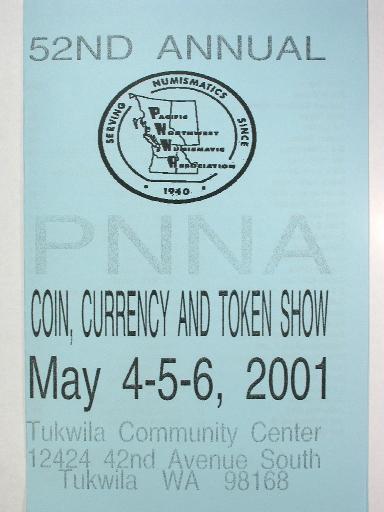 52ND ANNUAL
SERVING NUMISMATICS SINCE
PACIFIC
NORTHWEST
NUMISMATIC
ASSOCIATION
• 1940 •
PNNA
COIN, CURRENCY AND TOKEN SHOW
May 4-5-6, 2001
Tukwila Community Center
12424 42nd Avenue South
Tukwila WA 98168